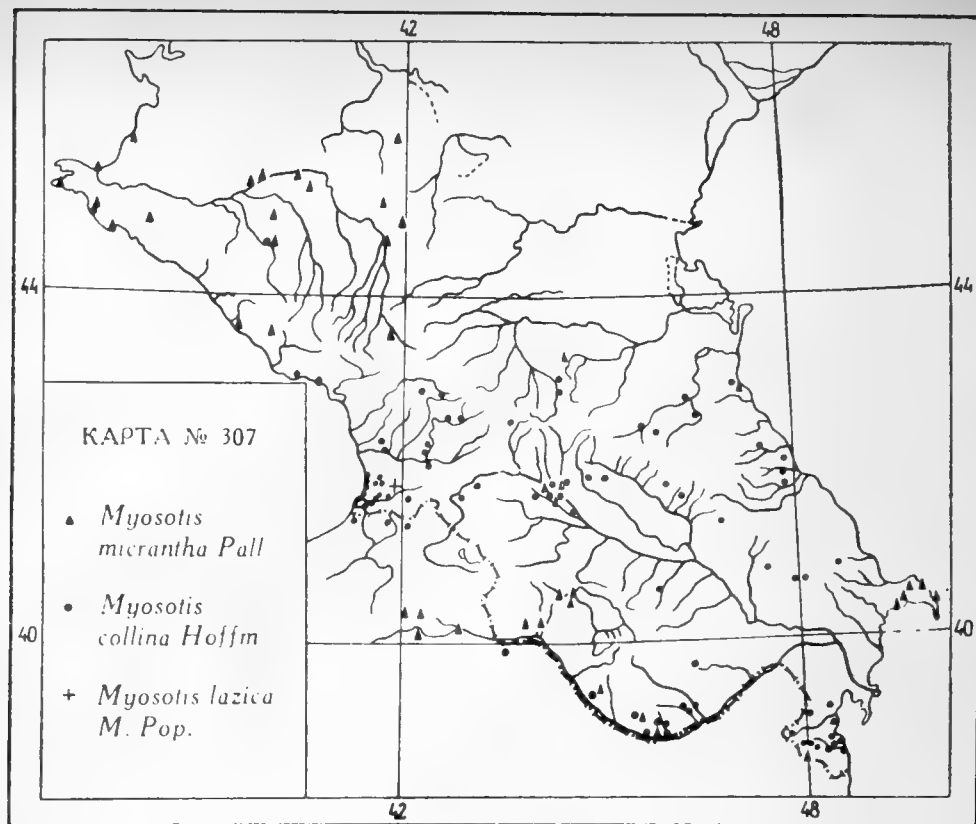 42 48
44 44
КАРТА № 307
▲ Myosotis
micrantha Pall
● Myosotis
collina Hoffm
+ Myosotis lazica
M. Pop.
40 40
42 48